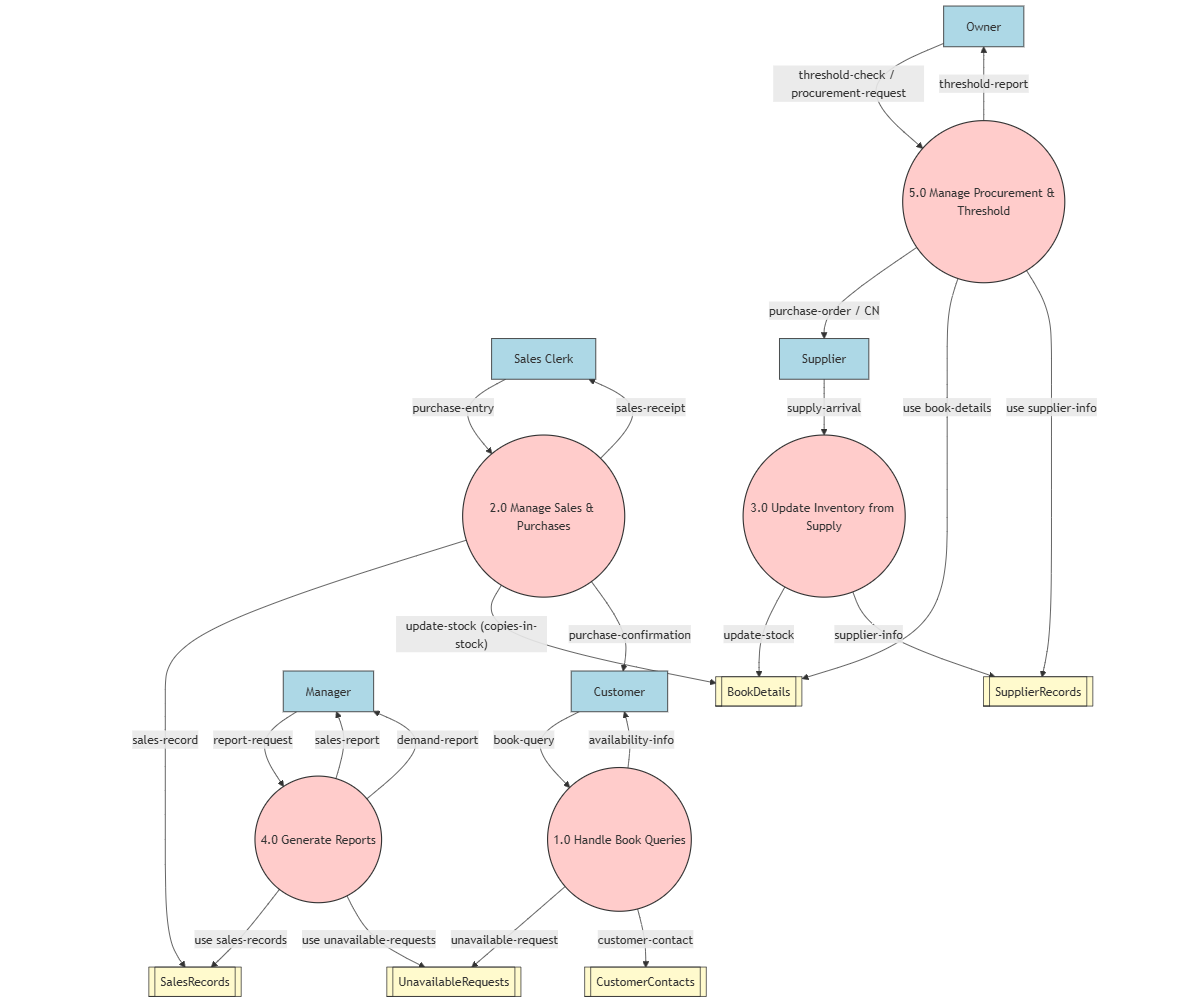 Owner
threshold-check /
procurement-request
threshold-report
5.0 Manage Procurement &
Threshold
purchase-order / CN
Sales Clerk
Supplier
purchase-entry
sales-receipt
supply-arrival
use book-details
use supplier-info
2.0 Manage Sales &
Purchases
3.0 Update Inventory from
Supply
update-stock (copies-in-
stock)
purchase-confirmation
update-stock
supplier-info
Manager
Customer
BookDetails
SupplierRecords
sales-record
report-request
sales-report
demand-report
book-query
availability-info
4.0 Generate Reports
1.0 Handle Book Queries
use sales-records
use unavailable-requests
unavailable-request
customer-contact
SalesRecords
UnavailableRequests
CustomerContacts